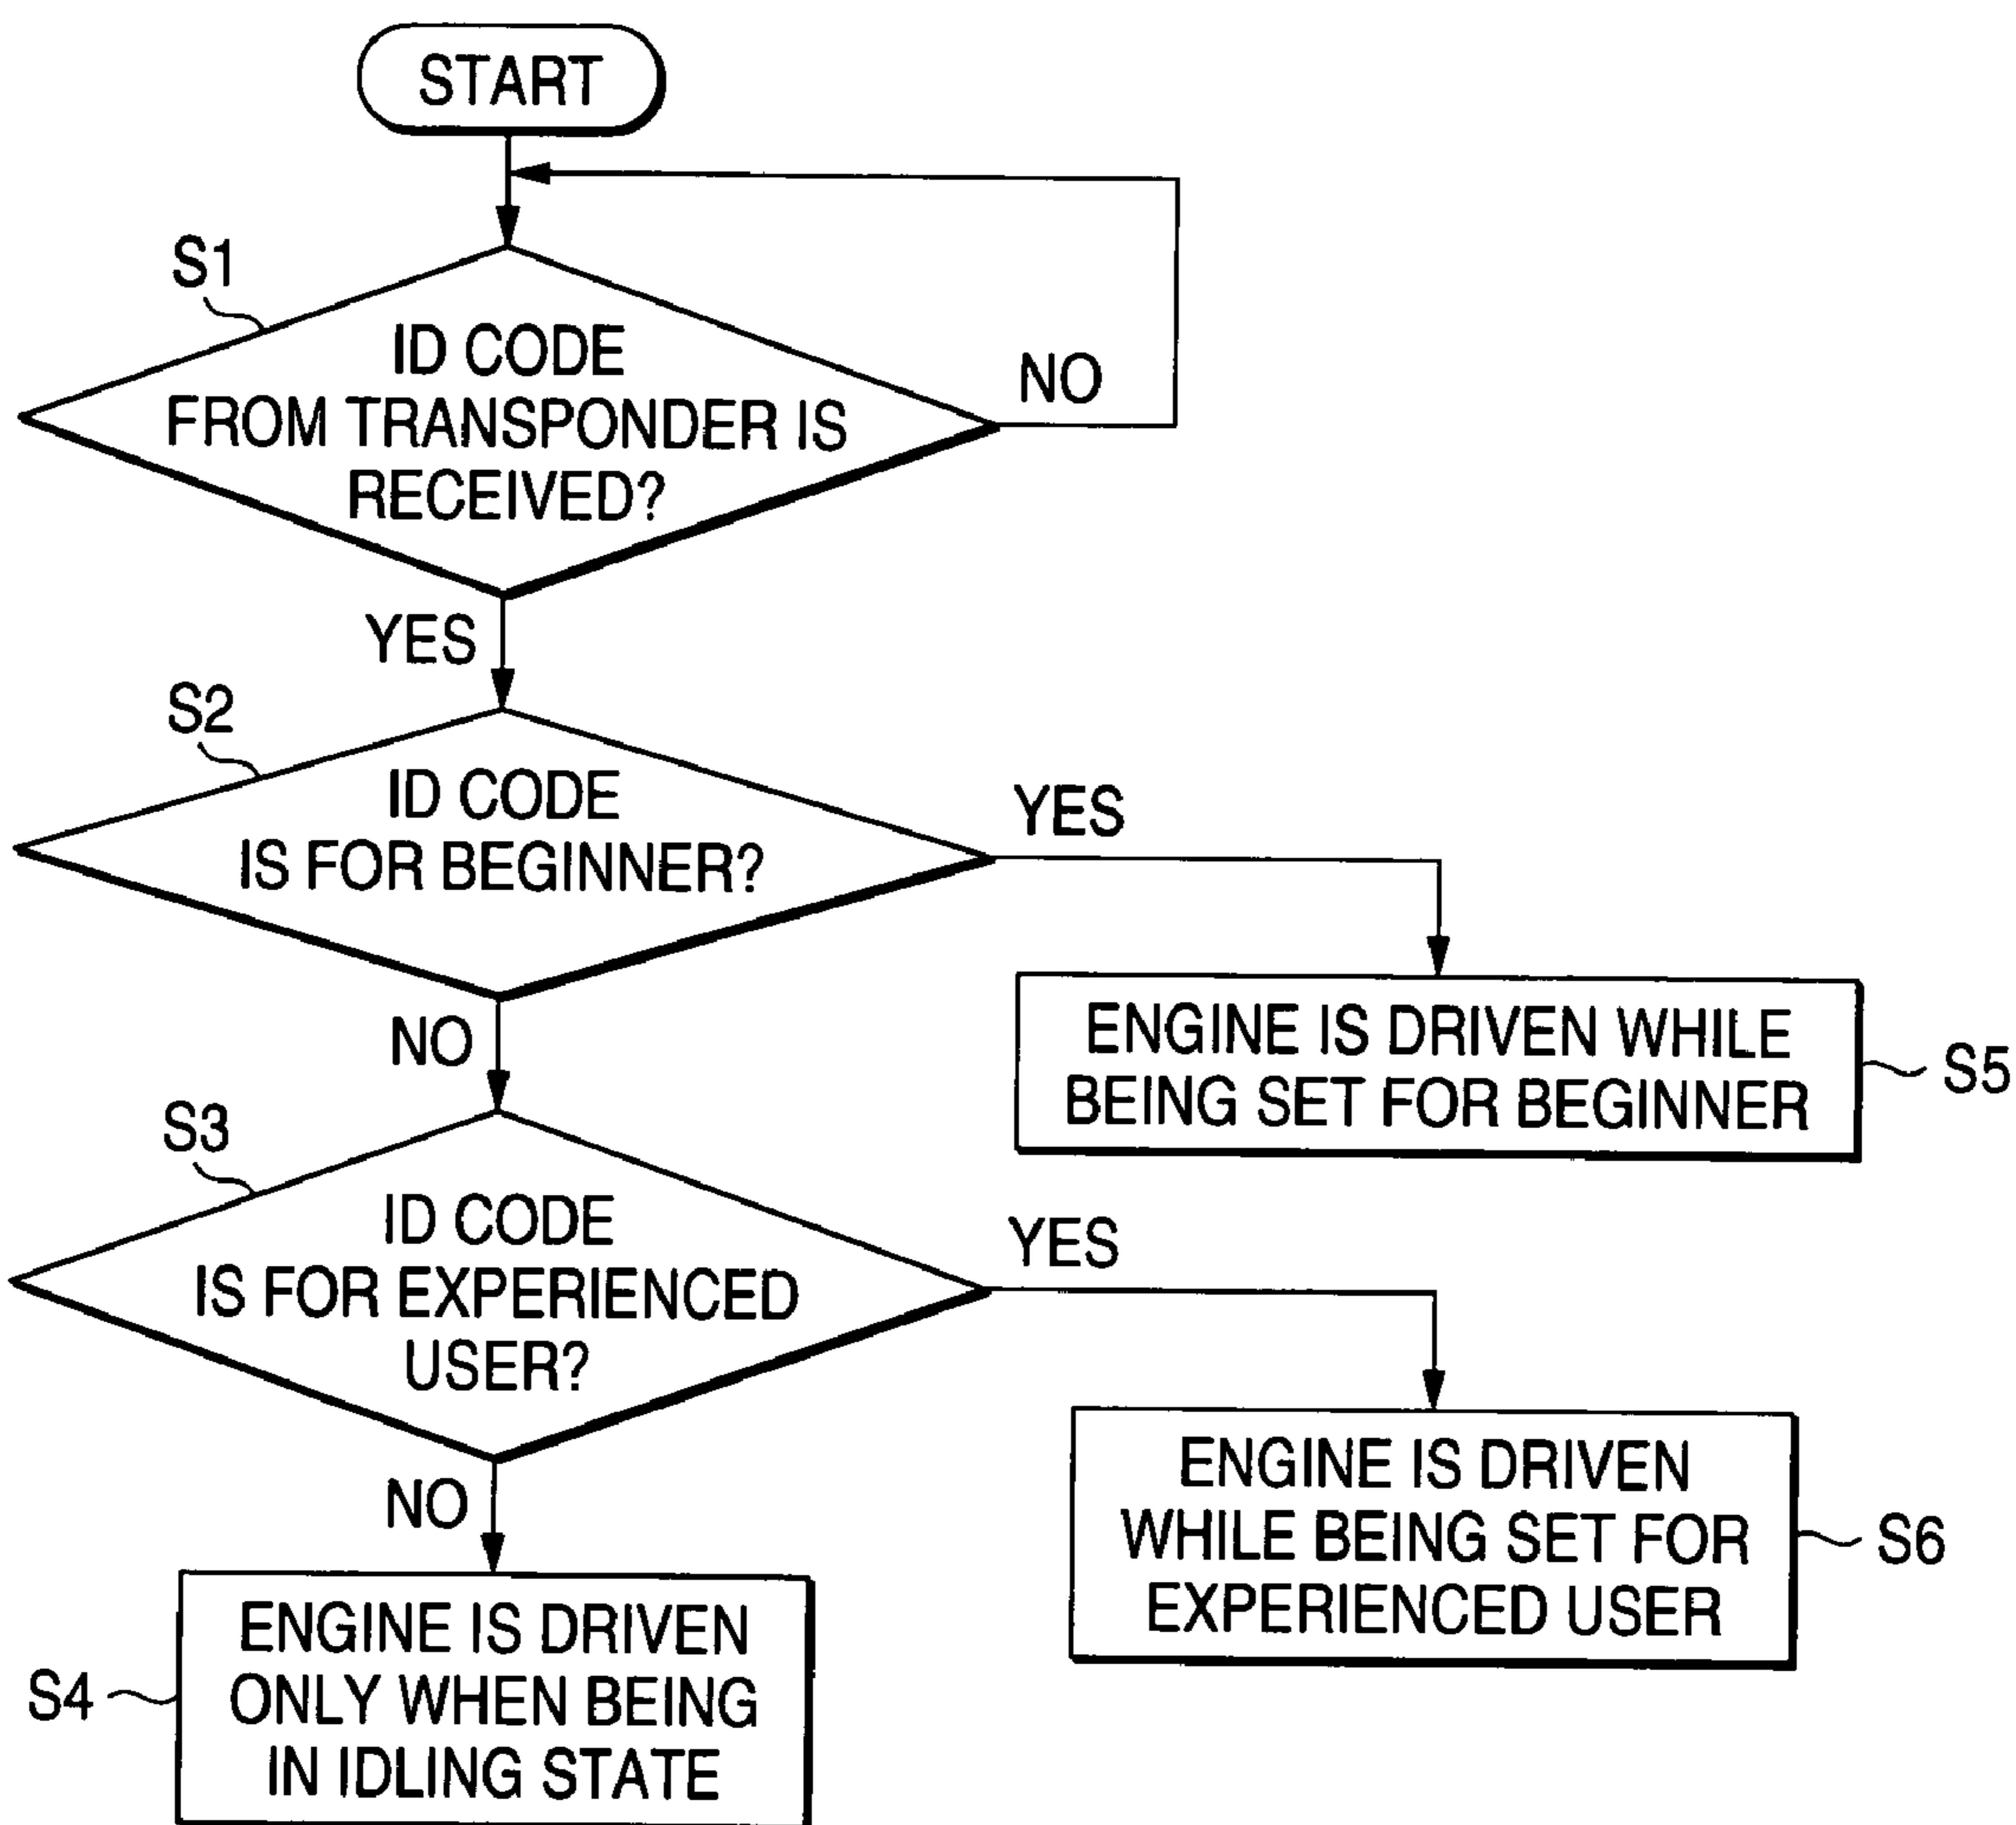 START
S1
ID CODE
FROM TRANSPONDER IS
RECEIVED?
NO
YES
S2
ID CODE
IS FOR BEGINNER?
YES
NO
ENGINE IS DRIVEN WHILE
BEING SET FOR BEGINNER
S5
S3
ID CODE
IS FOR EXPERIENCED
USER?
YES
NO
ENGINE IS DRIVEN
WHILE BEING SET FOR
EXPERIENCED USER
S6
S4
ENGINE IS DRIVEN
ONLY WHEN BEING
IN IDLING STATE